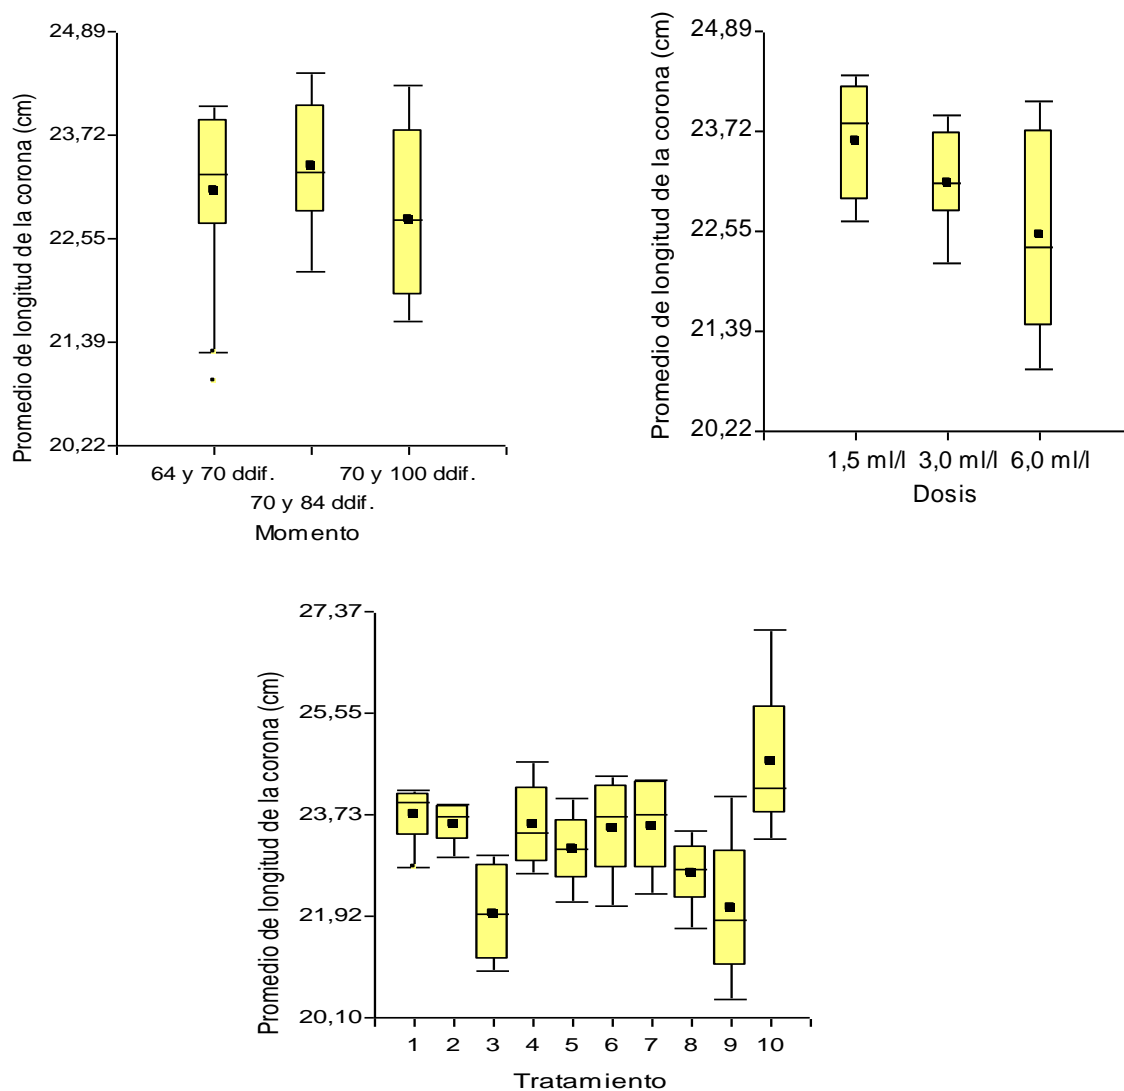 Promedio de longitud de la corona (cm)
24,89
23,72
22,55
21,39
20,22
64 y 70 ddif.
70 y 100 ddif.
70 y 84 ddif.
Momento
Promedio de longitud de la corona (cm)
24,89
23,72
22,55
21,39
20,22
1,5 ml/l 3,0 ml/l 6,0 ml/l
Dosis
Promedio de longitud de la corona (cm)
27,37
25,55
23,73
21,92
20,10
1 2 3 4 5 6 7 8 9 10
Tratamiento